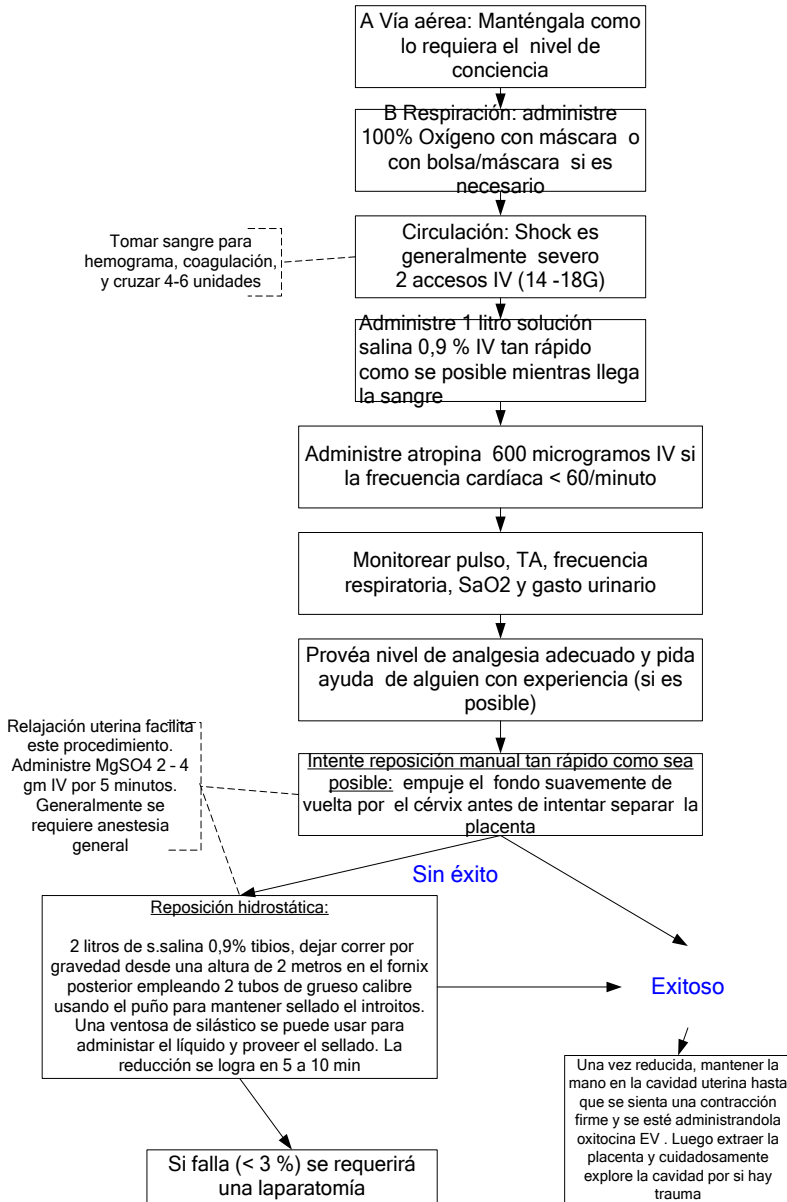 A Vía aérea: Manténgala como
lo requiera el nivel de
conciencia
B Respiración: administre
100% Oxígeno con máscara o
con bolsa/máscara si es
necesario
Tomar sangre para
hemograma, coagulación,
y cruzar 4-6 unidades
Circulación: Shock es
generalmente severo
2 accesos IV (14 -18G)
Administre 1 litro solución
salina 0,9 % IV tan rápido
como se posible mientras llega
la sangre
Administre atropina 600 microgramos IV si
la frecuencia cardíaca < 60/minuto
Monitorear pulso, TA, frecuencia
respiratoria, SaO2 y gasto urinario
Provéa nivel de analgesia adecuado y pida
ayuda de alguien con experiencia (si es
posible)
Relajación uterina facilita
este procedimiento.
Administre MgSO4 2 - 4
gm IV por 5 minutos.
Generalmente se
requiere anestesia
general
Intente reposición manual tan rápido como sea
posible: empuje el fondo suavemente de
vuelta por el cérvix antes de intentar separar la
placenta
Sin éxito
Reposición hidrostática:
2 litros de s.salina 0,9% tibios, dejar correr por
gravedad desde una altura de 2 metros en el fornix
posterior empleando 2 tubos de grueso calibre
usando el puño para mantener sellado el introitos.
Una ventosa de silástico se puede usar para
administar el líquido y proveer el sellado. La
reducción se logra en 5 a 10 min
Exitoso
Una vez reducida, mantener la
mano en la cavidad uterina hasta
que se sienta una contracción
firme y se esté administrandola
oxitocina EV . Luego extraer la
placenta y cuidadosamente
explore la cavidad por si hay
trauma
Si falla (< 3 %) se requerirá
una laparatomía